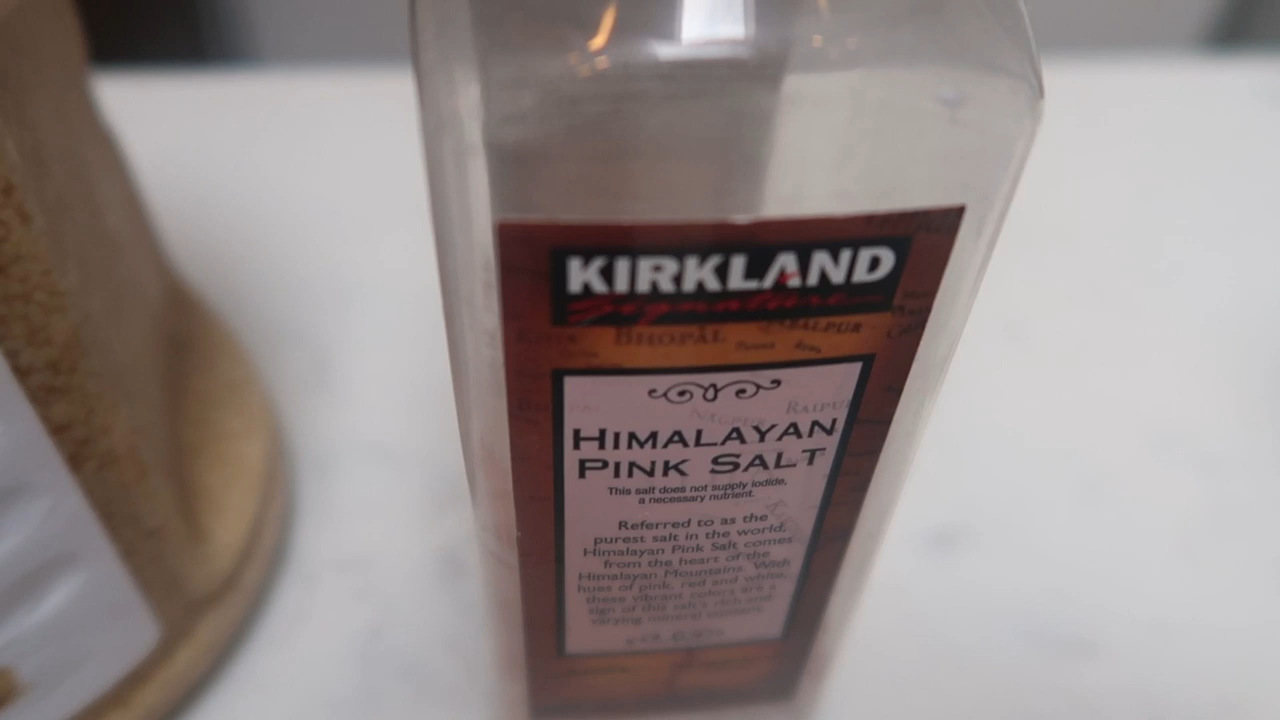 KIRKLAND
Signature
BHOPAL
RAIPUR
HIMALAYAN
PINK SALT
This salt does not supply iodide,
a necessary nutrient.
Referred to as the
purest salt in the world,
Himalayan Pink Salt comes
from the heart of the
Himalayan Mountains. With
hues of pink, red and white,
these vibrant colors are a
sign of this salt's rich and
varying mineral content.